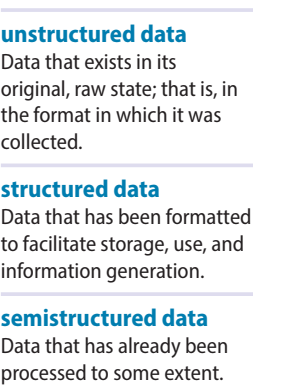 unstructured data
Data that exists in its
original, raw state; that is, in
the format in which it was
collected.
structured data
Data that has been formatted
to facilitate storage, use, and
information generation.
semistructured data
Data that has already been
processed to some extent.